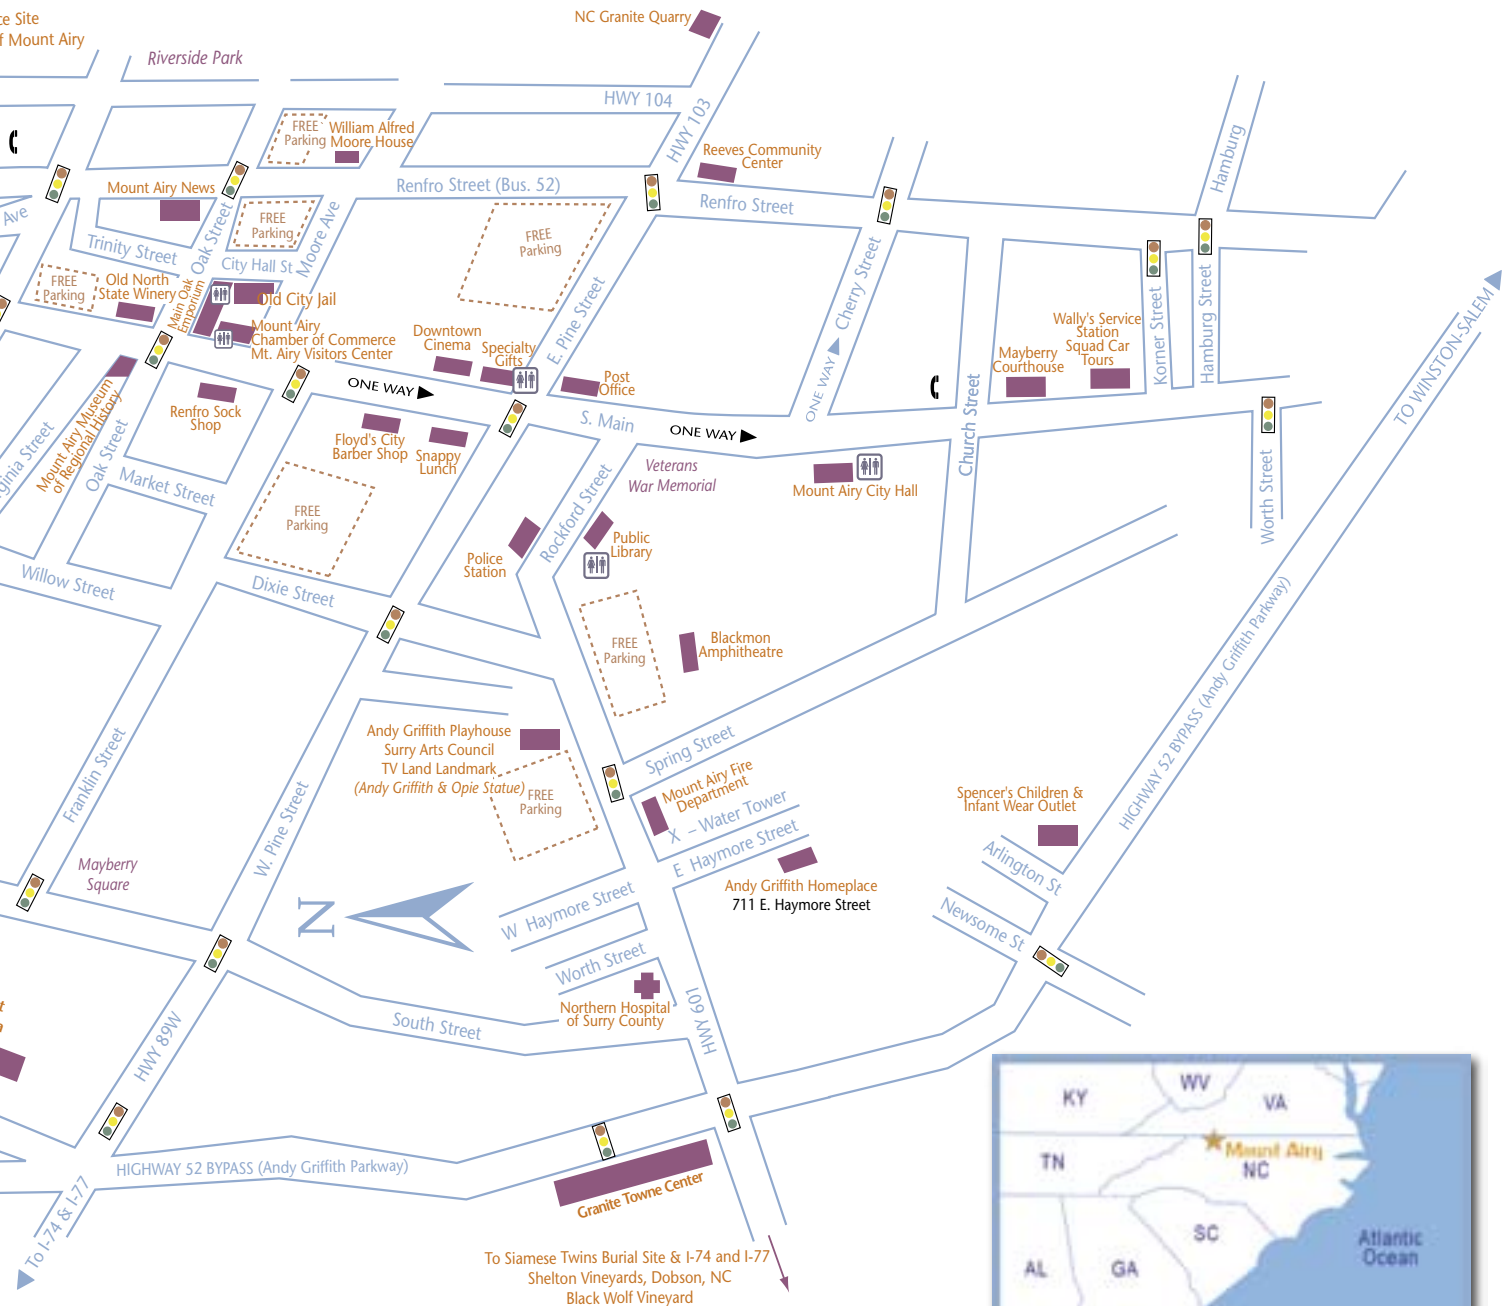 ce Site
f Mount Airy
NC Granite Quarry
Riverside Park
HWY 104
HWY 103
FREE
Parking
William Alfred
Moore House
Reeves Community
Center
Hamburg
Mount Airy News
Renfro Street (Bus. 52)
Renfro Street
Ave
FREE
Parking
Trinity Street
Oak Street
Moore Ave
City Hall St
FREE
Parking
Cherry Street
ONE WAY
FREE
Parking
Old North
State Winery
Main Oak
Emporium
Old City Jail
Mount Airy
Chamber of Commerce
Mt. Airy Visitors Center
E. Pine Street
Downtown
Cinema
Specialty
Gifts
Post
Office
Wally's Service
Station
Squad Car
Tours
Mayberry
Courthouse
Korner Street
Hamburg Street
TO WINSTON-SALEM
Mount Airy Museum
of Regional History
Renfro Sock
Shop
ONE WAY
S. Main
ONE WAY
Church Street
Floyd's City
Barber Shop
Snappy
Lunch
ginia Street
Oak Street
Market Street
FREE
Parking
Rockford Street
Veterans
War Memorial
Mount Airy City Hall
Worth Street
Police
Station
Public
Library
Willow Street
Dixie Street
FREE
Parking
Blackmon
Amphitheatre
HIGHWAY 52 BYPASS (Andy Griffith Parkway)
Franklin Street
W. Pine Street
Andy Griffith Playhouse
Surry Arts Council
TV Land Landmark
(Andy Griffith & Opie Statue)
FREE
Parking
Spring Street
Mount Airy Fire
Department
X – Water Tower
E Haymore Street
Andy Griffith Homeplace
711 E. Haymore Street
Spencer's Children &
Infant Wear Outlet
Arlington St
Newsome St
Mayberry
Square
N
W Haymore Street
Worth Street
Northern Hospital
of Surry County
HWY 601
South Street
t
a
HWY 89W
HIGHWAY 52 BYPASS (Andy Griffith Parkway)
Granite Towne Center
To I-74 & I-77
To Siamese Twins Burial Site & I-74 and I-77
Shelton Vineyards, Dobson, NC
Black Wolf Vineyard
KY
WV
VA
TN
Mount Airy
NC
SC
AL
GA
Atlantic
Ocean